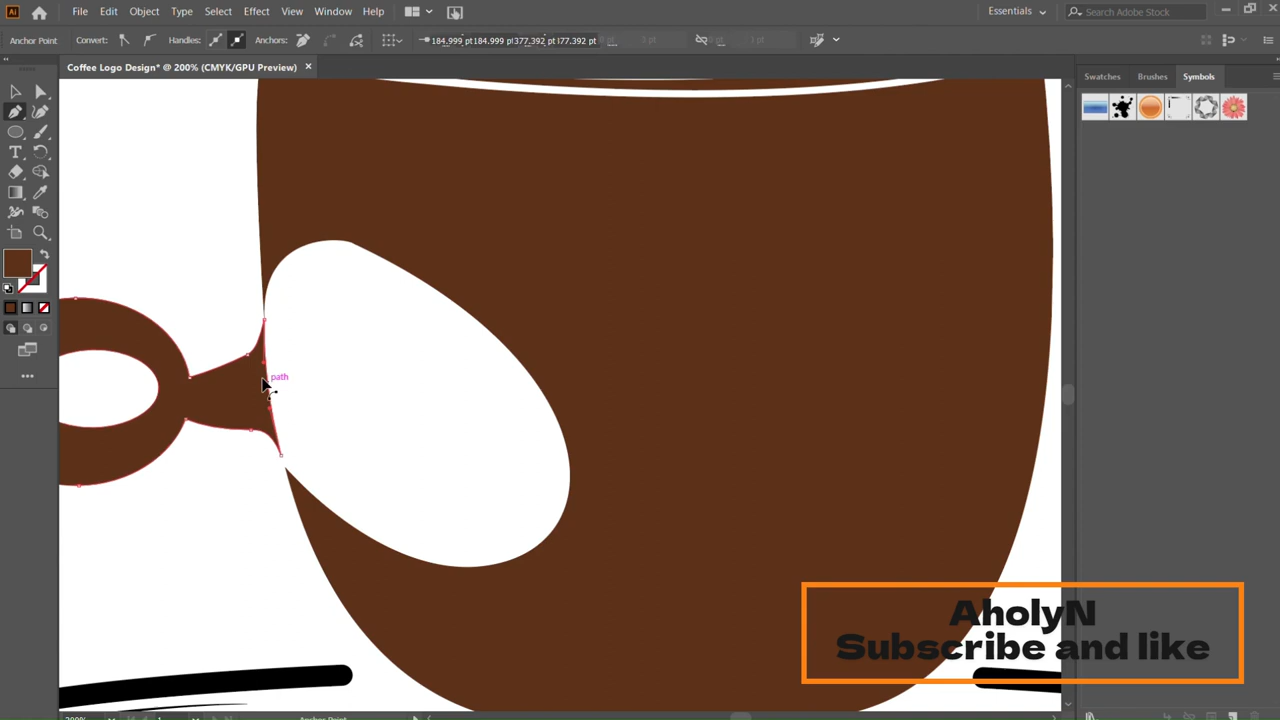 Ai
File Edit Object Type Select Effect View Window Help
Essentials
Search Adobe Stock
Anchor Point Convert: Handles: Anchors:
Coffee Logo Design* @ 200% (CMYK/GPU Preview) ×
Swatches Brushes Symbols
path
AholyN
Subscribe and like